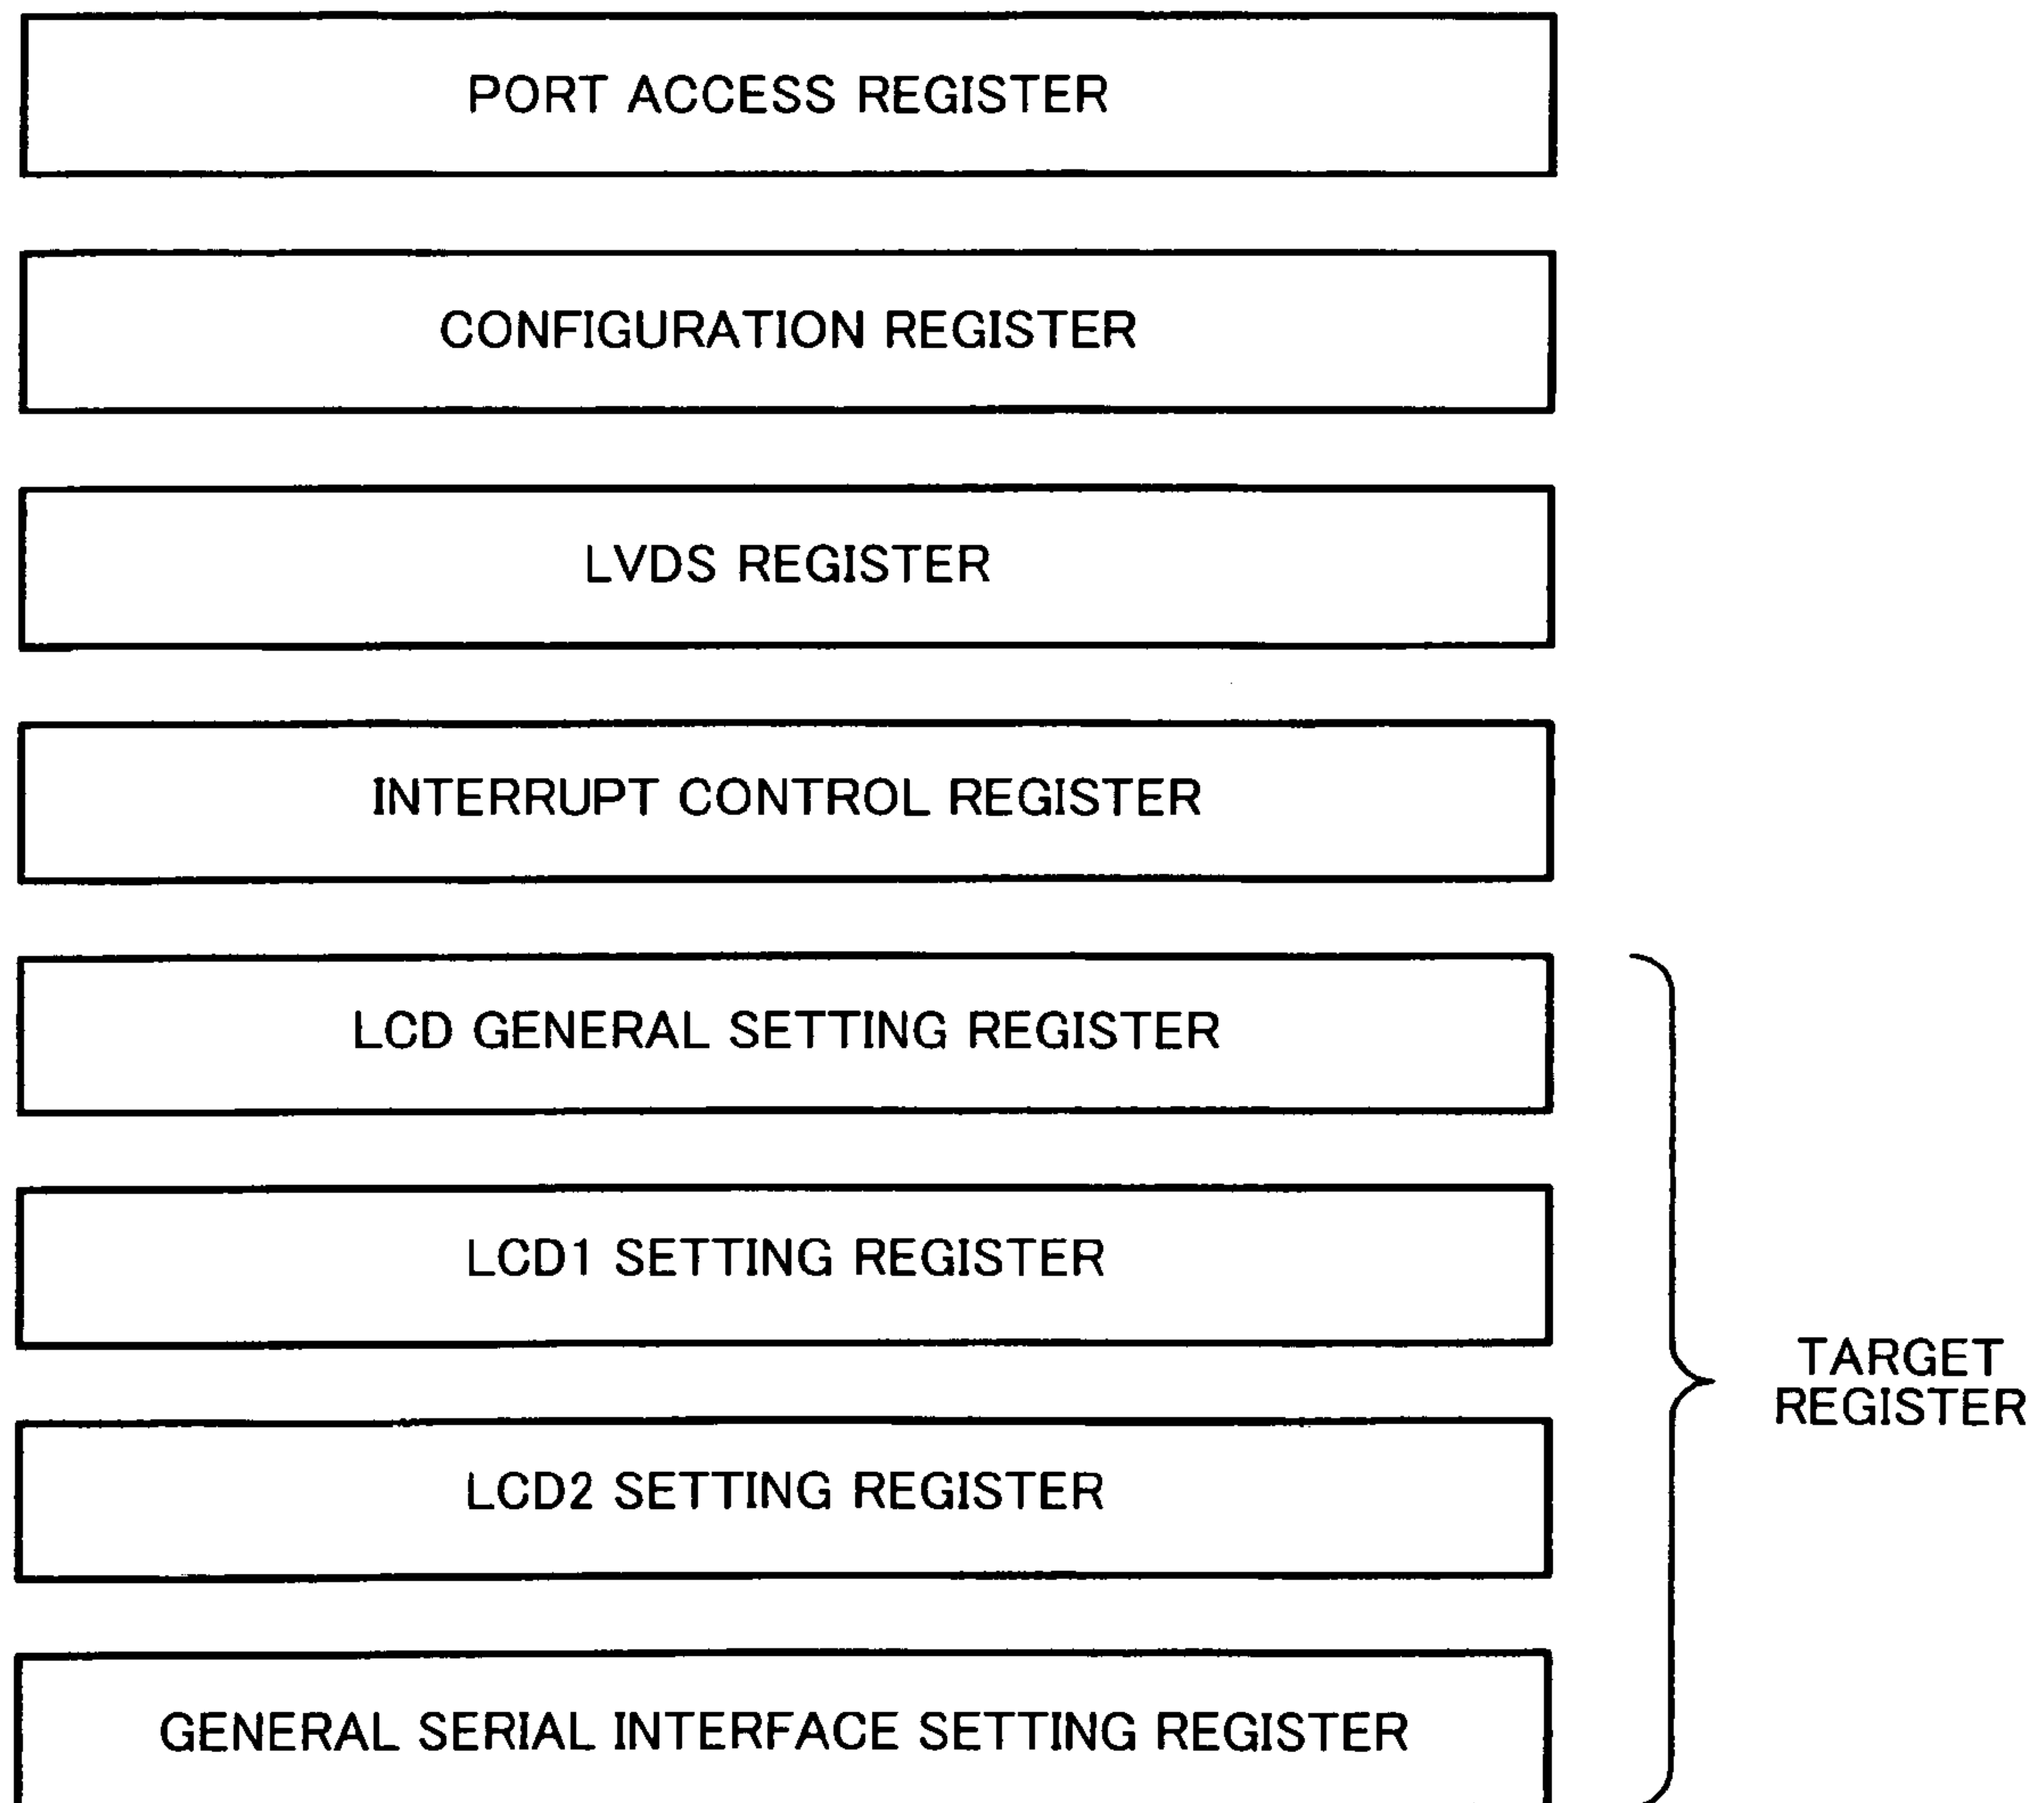 PORT ACCESS REGISTER
CONFIGURATION REGISTER
LVDS REGISTER
INTERRUPT CONTROL REGISTER
LCD GENERAL SETTING REGISTER
LCD1 SETTING REGISTER
LCD2 SETTING REGISTER
GENERAL SERIAL INTERFACE SETTING REGISTER
TARGET
REGISTER